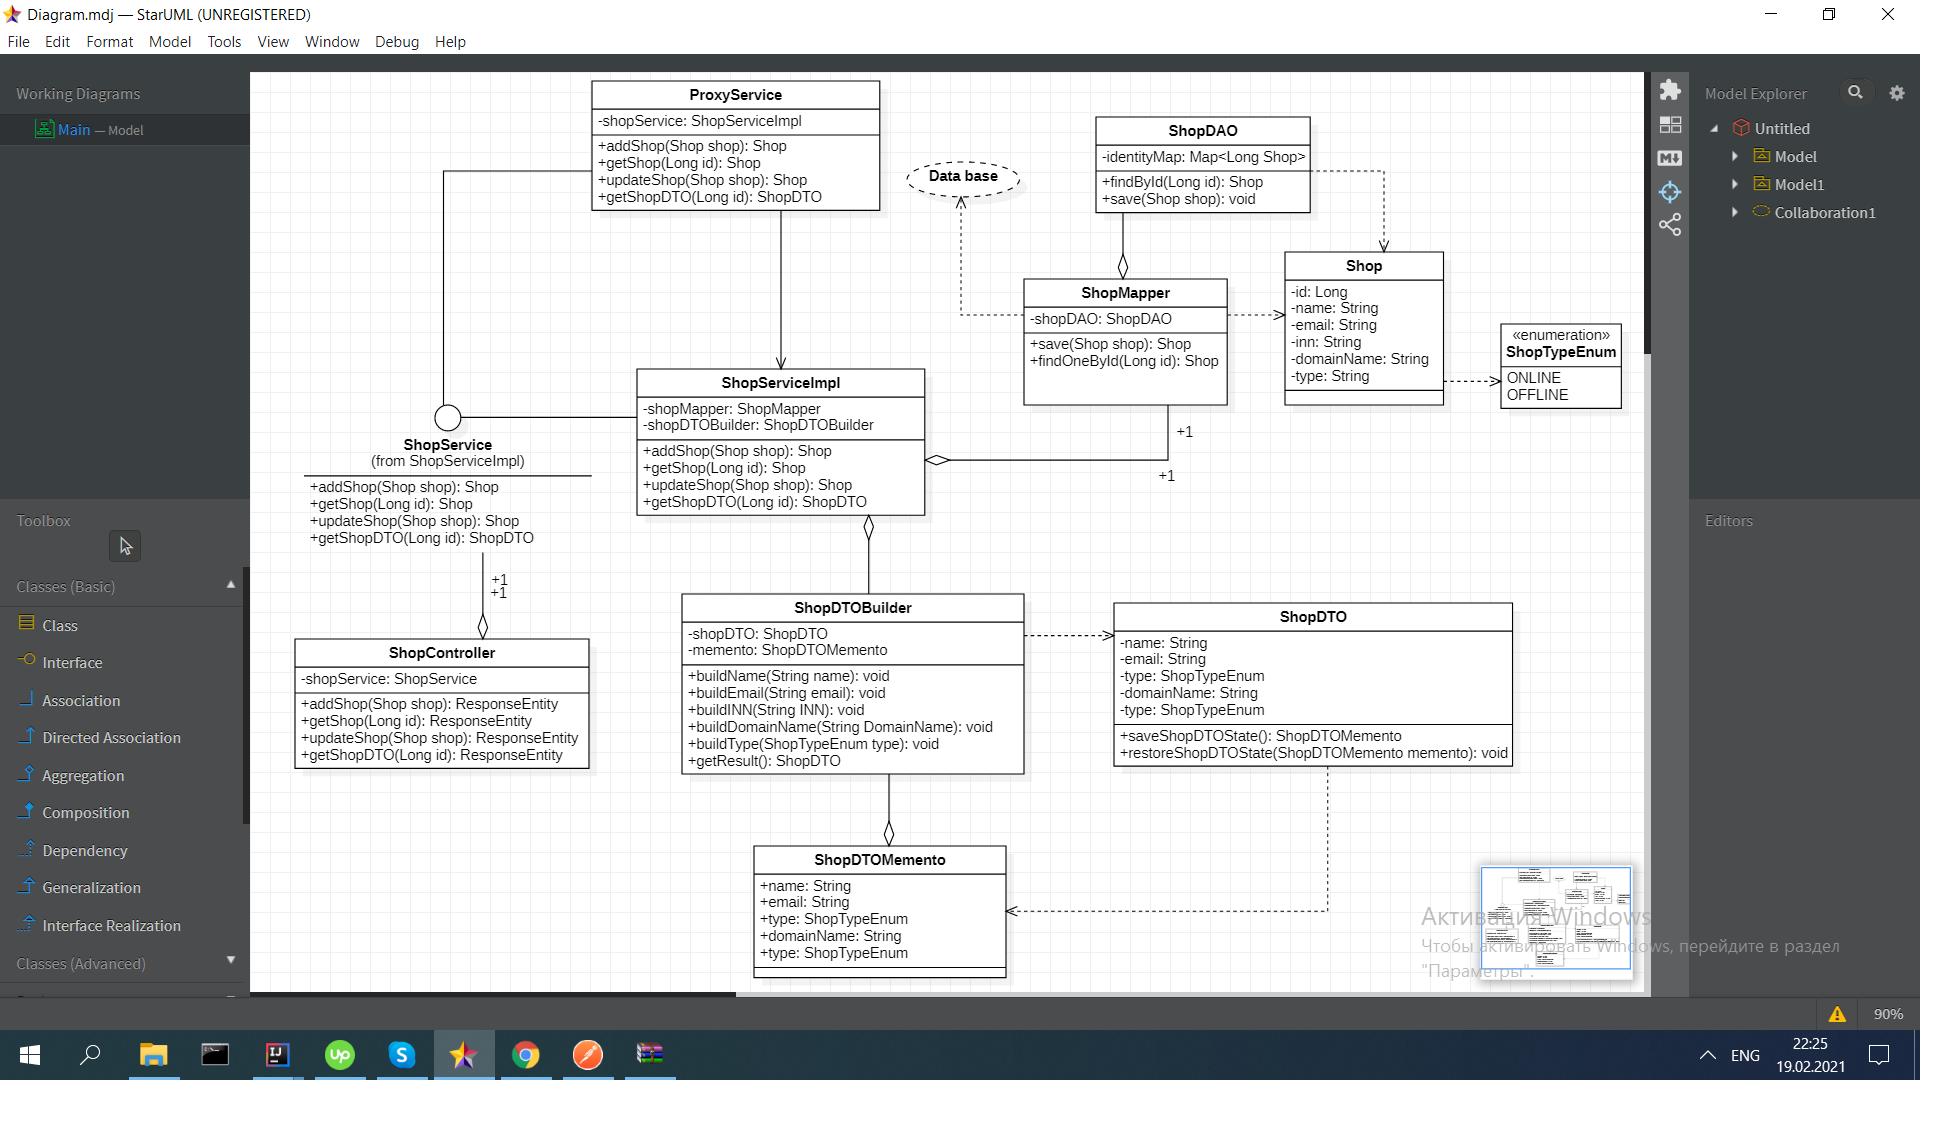 Diagram.mdj — StarUML (UNREGISTERED)
File Edit Format Model Tools View Window Debug Help
Working Diagrams
Main — Model
Toolbox
Classes (Basic)
Class
Interface
Association
Directed Association
Aggregation
Composition
Dependency
Generalization
Interface Realization
Classes (Advanced)
ProxyService
-shopService: ShopServiceImpl
+addShop(Shop shop): Shop
+getShop(Long id): Shop
+updateShop(Shop shop): Shop
+getShopDTO(Long id): ShopDTO
Data base
ShopDAO
-identityMap: Map<Long Shop>
+findById(Long id): Shop
+save(Shop shop): void
ShopMapper
-shopDAO: ShopDAO
+save(Shop shop): Shop
+findOneById(Long id): Shop
Shop
-id: Long
-name: String
-email: String
-inn: String
-domainName: String
-type: String
«enumeration»
ShopTypeEnum
ONLINE
OFFLINE
ShopServiceImpl
-shopMapper: ShopMapper
-shopDTOBuilder: ShopDTOBuilder
+addShop(Shop shop): Shop
+getShop(Long id): Shop
+updateShop(Shop shop): Shop
+getShopDTO(Long id): ShopDTO
+1
+1
ShopService
(from ShopServiceImpl)
+addShop(Shop shop): Shop
+getShop(Long id): Shop
+updateShop(Shop shop): Shop
+getShopDTO(Long id): ShopDTO
+1
+1
ShopController
-shopService: ShopService
+addShop(Shop shop): ResponseEntity
+getShop(Long id): ResponseEntity
+updateShop(Shop shop): ResponseEntity
+getShopDTO(Long id): ResponseEntity
ShopDTOBuilder
-shopDTO: ShopDTO
-memento: ShopDTOMemento
+buildName(String name): void
+buildEmail(String email): void
+buildINN(String INN): void
+buildDomainName(String DomainName): void
+buildType(ShopTypeEnum type): void
+getResult(): ShopDTO
ShopDTO
-name: String
-email: String
-type: ShopTypeEnum
-domainName: String
-type: ShopTypeEnum
+saveShopDTOState(): ShopDTOMemento
+restoreShopDTOState(ShopDTOMemento memento): void
ShopDTOMemento
+name: String
+email: String
+type: ShopTypeEnum
+domainName: String
+type: ShopTypeEnum
Model Explorer
Untitled
Model
Model1
Collaboration1
Editors
Активация Windows
Чтобы активировать Windows, перейдите в раздел
"Параметры".
90%
ENG
22:25
19.02.2021